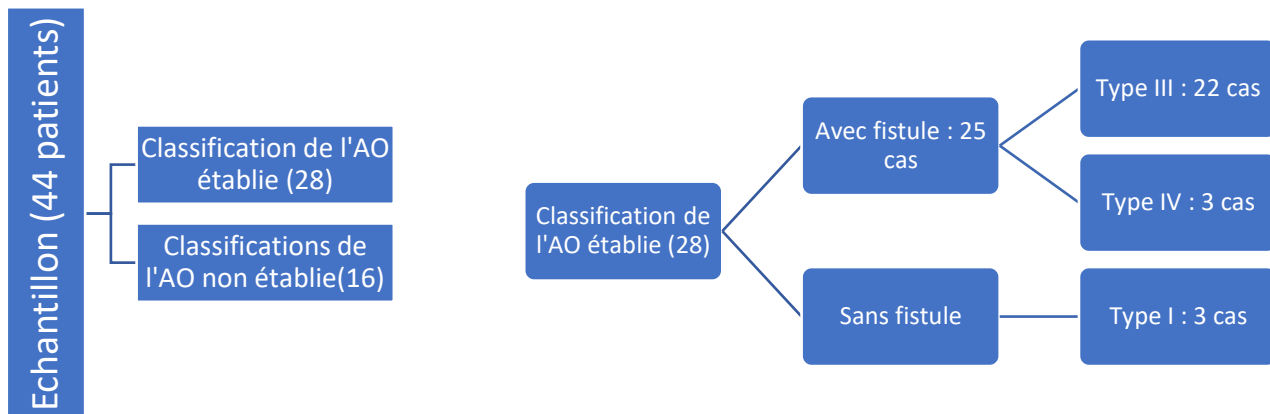 Echantillon (44 patients)
Classification de l'AO
établie (28)
Classifications de
l'AO non établie(16)
Classification de
l'AO établie (28)
Avec fistule : 25
cas
Sans fistule
Type III : 22 cas
Type IV : 3 cas
Type I : 3 cas